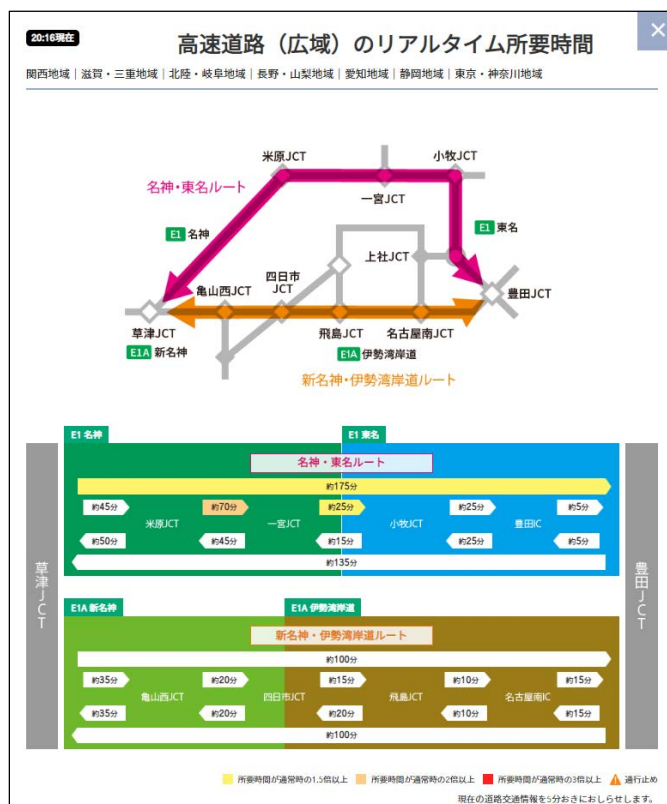 20:16現在
高速道路（広域）のリアルタイム所要時間
関西地域｜滋賀・三重地域｜北陸・岐阜地域｜長野・山梨地域｜愛知地域｜静岡地域｜東京・神奈川地域
米原JCT
小牧JCT
名神・東名ルート
一宮JCT
E1 名神
E1 東名
上社JCT
四日市
JCT
亀山西JCT
豊田JCT
草津JCT
飛島JCT
名古屋南JCT
E1A 新名神
E1A 伊勢湾岸道
新名神・伊勢湾岸道ルート
E1 名神
E1 東名
名神・東名ルート
約175分
約45分 約70分 約25分 約25分 約5分
米原JCT 一宮JCT 小牧JCT 豊田IC
約50分 約45分 約15分 約25分 約5分
約135分
草津JCT
豊田JCT
E1A 新名神
E1A 伊勢湾岸道
新名神・伊勢湾岸道ルート
約100分
約35分 約20分 約15分 約10分 約15分
亀山西JCT 四日市JCT 飛島JCT 名古屋南IC
約35分 約20分 約20分 約10分 約15分
約100分
所要時間が通常時の1.5倍以上 所要時間が通常時の2倍以上 所要時間が通常時の3倍以上 通行止め
現在の道路交通情報を5分おきにおしらせします。